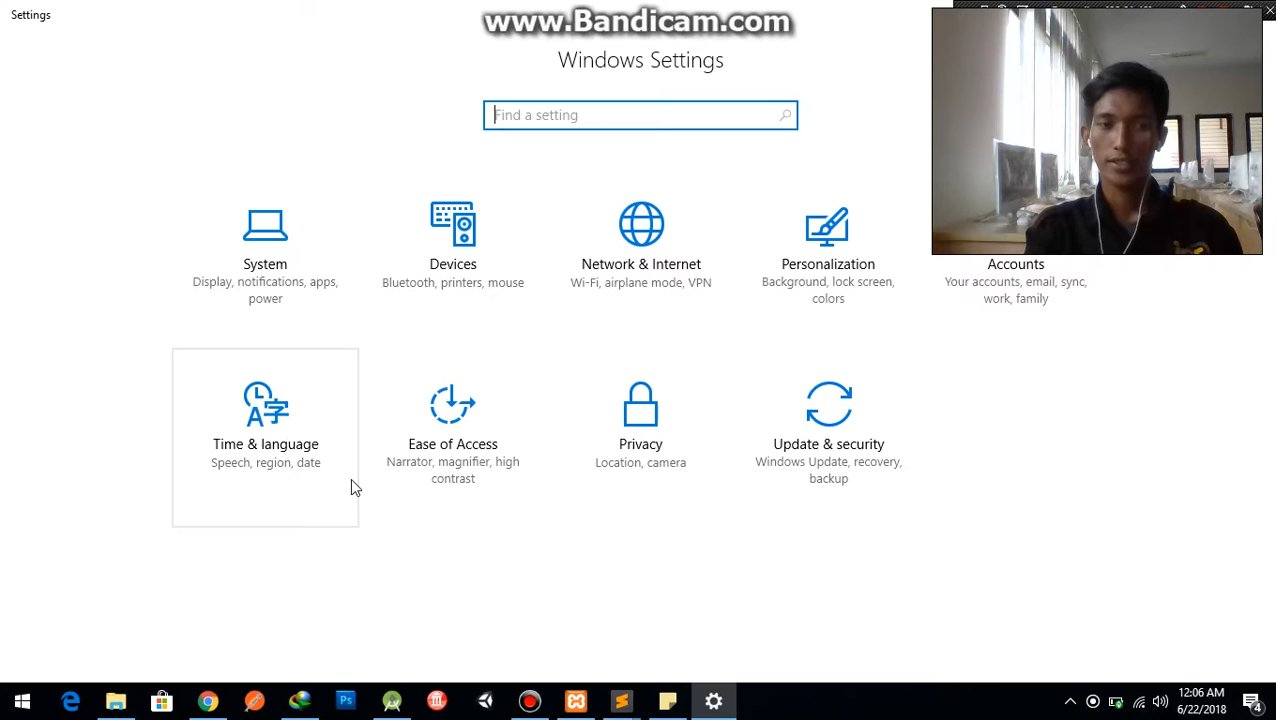 Settings
www.Bandicam.com
Windows Settings
Find a setting
System
Display, notifications, apps,
power
Devices
Bluetooth, printers, mouse
Network & Internet
Wi-Fi, airplane mode, VPN
Personalization
Background, lock screen,
colors
Accounts
Your accounts, email, sync,
work, family
Time & language
Speech, region, date
Ease of Access
Narrator, magnifier, high
contrast
Privacy
Location, camera
Update & security
Windows Update, recovery,
backup
Ps
12:06 AM
6/22/2018
4